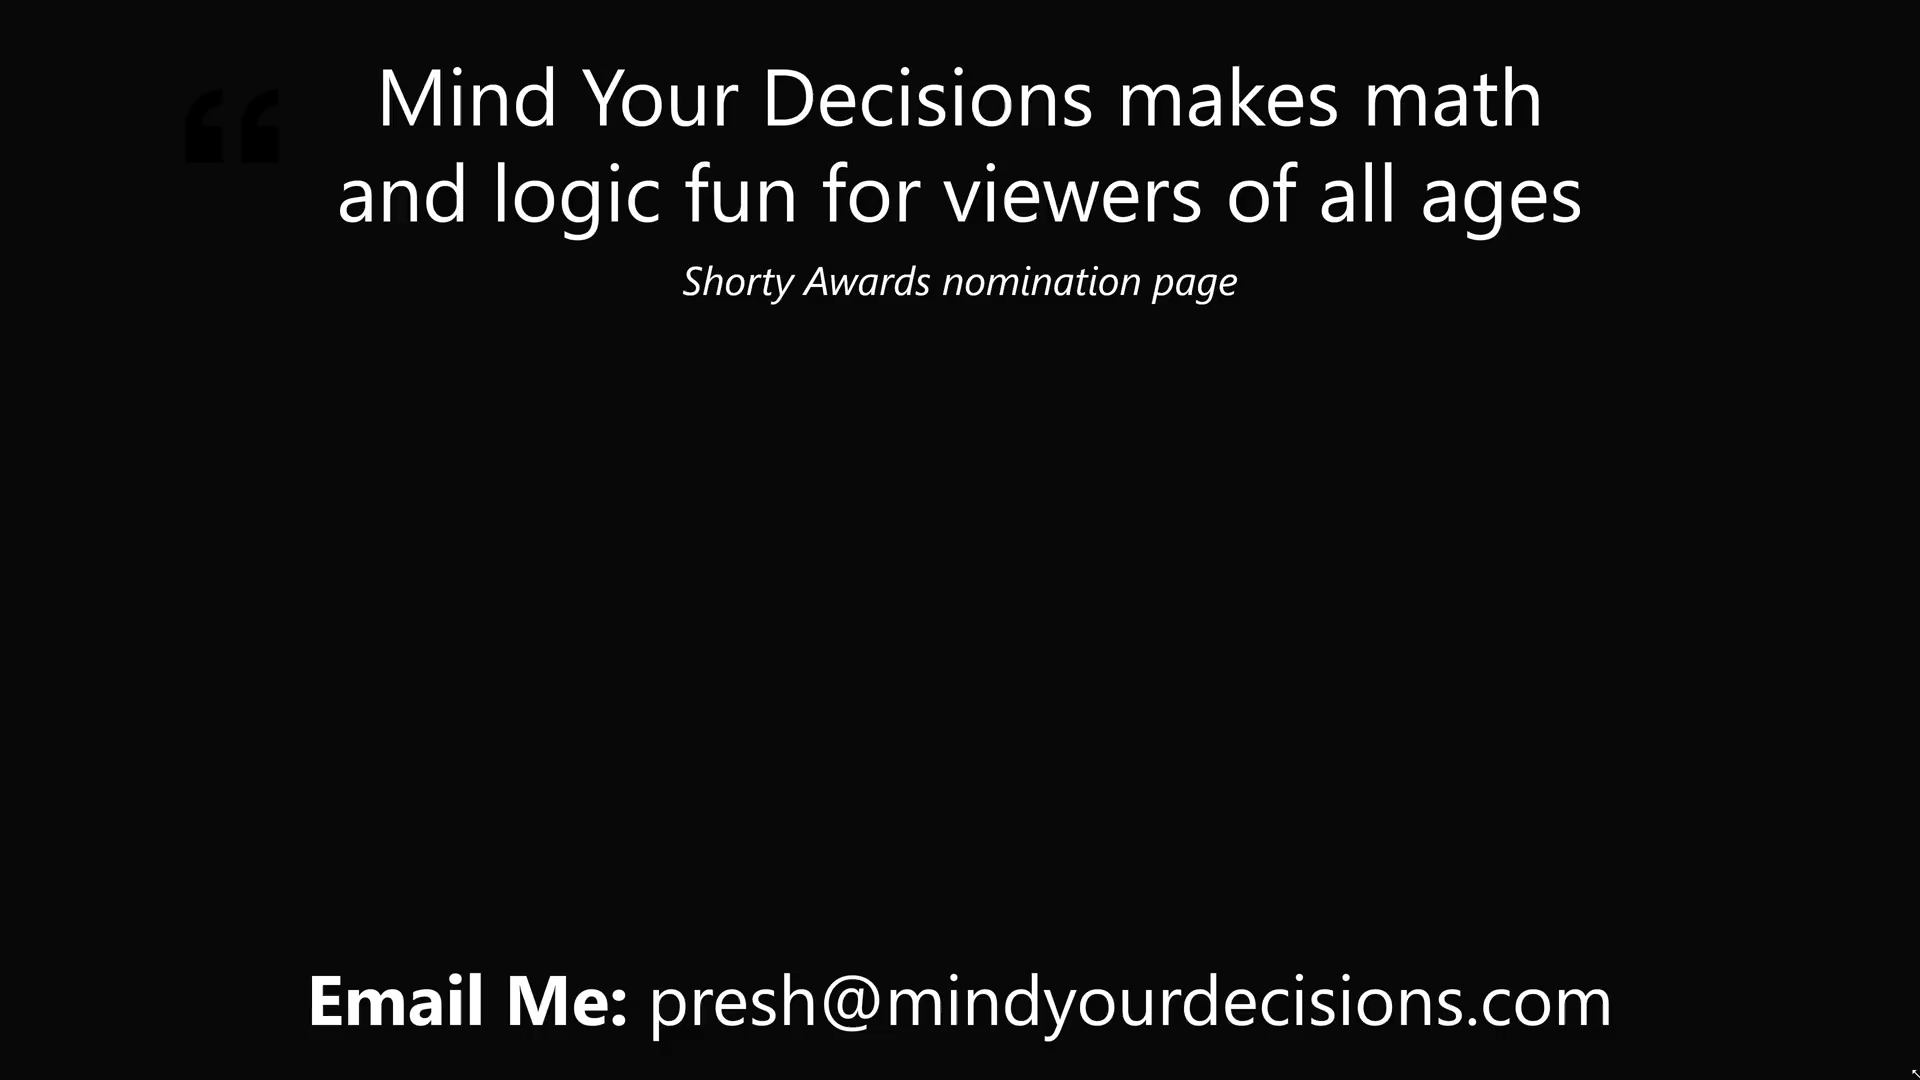 “
Mind Your Decisions makes math
and logic fun for viewers of all ages
Shorty Awards nomination page
Email Me: presh@mindyourdecisions.com